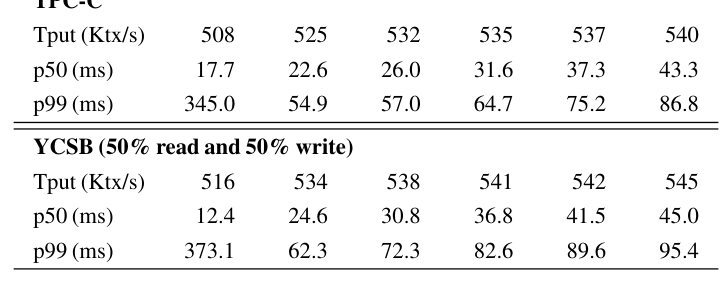 TPC-C
Tput (Ktx/s) 508 525 532 535 537 540
p50 (ms) 17.7 22.6 26.0 31.6 37.3 43.3
p99 (ms) 345.0 54.9 57.0 64.7 75.2 86.8
YCSB (50% read and 50% write)
Tput (Ktx/s) 516 534 538 541 542 545
p50 (ms) 12.4 24.6 30.8 36.8 41.5 45.0
p99 (ms) 373.1 62.3 72.3 82.6 89.6 95.4